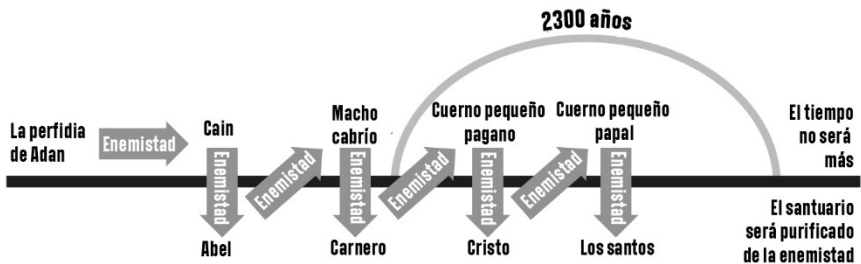 2300 años
La perfidia
de Adan
Enemistad
Cain
Enemistad
Abel
Enemistad
Macho
cabrío
Enemistad
Carnero
Enemistad
Cuerno pequeño
pagano
Enemistad
Cristo
Enemistad
Cuerno pequeño
papal
Enemistad
Los santos
El tiempo
no será
más
El santuario
será purificado
de la enemistad